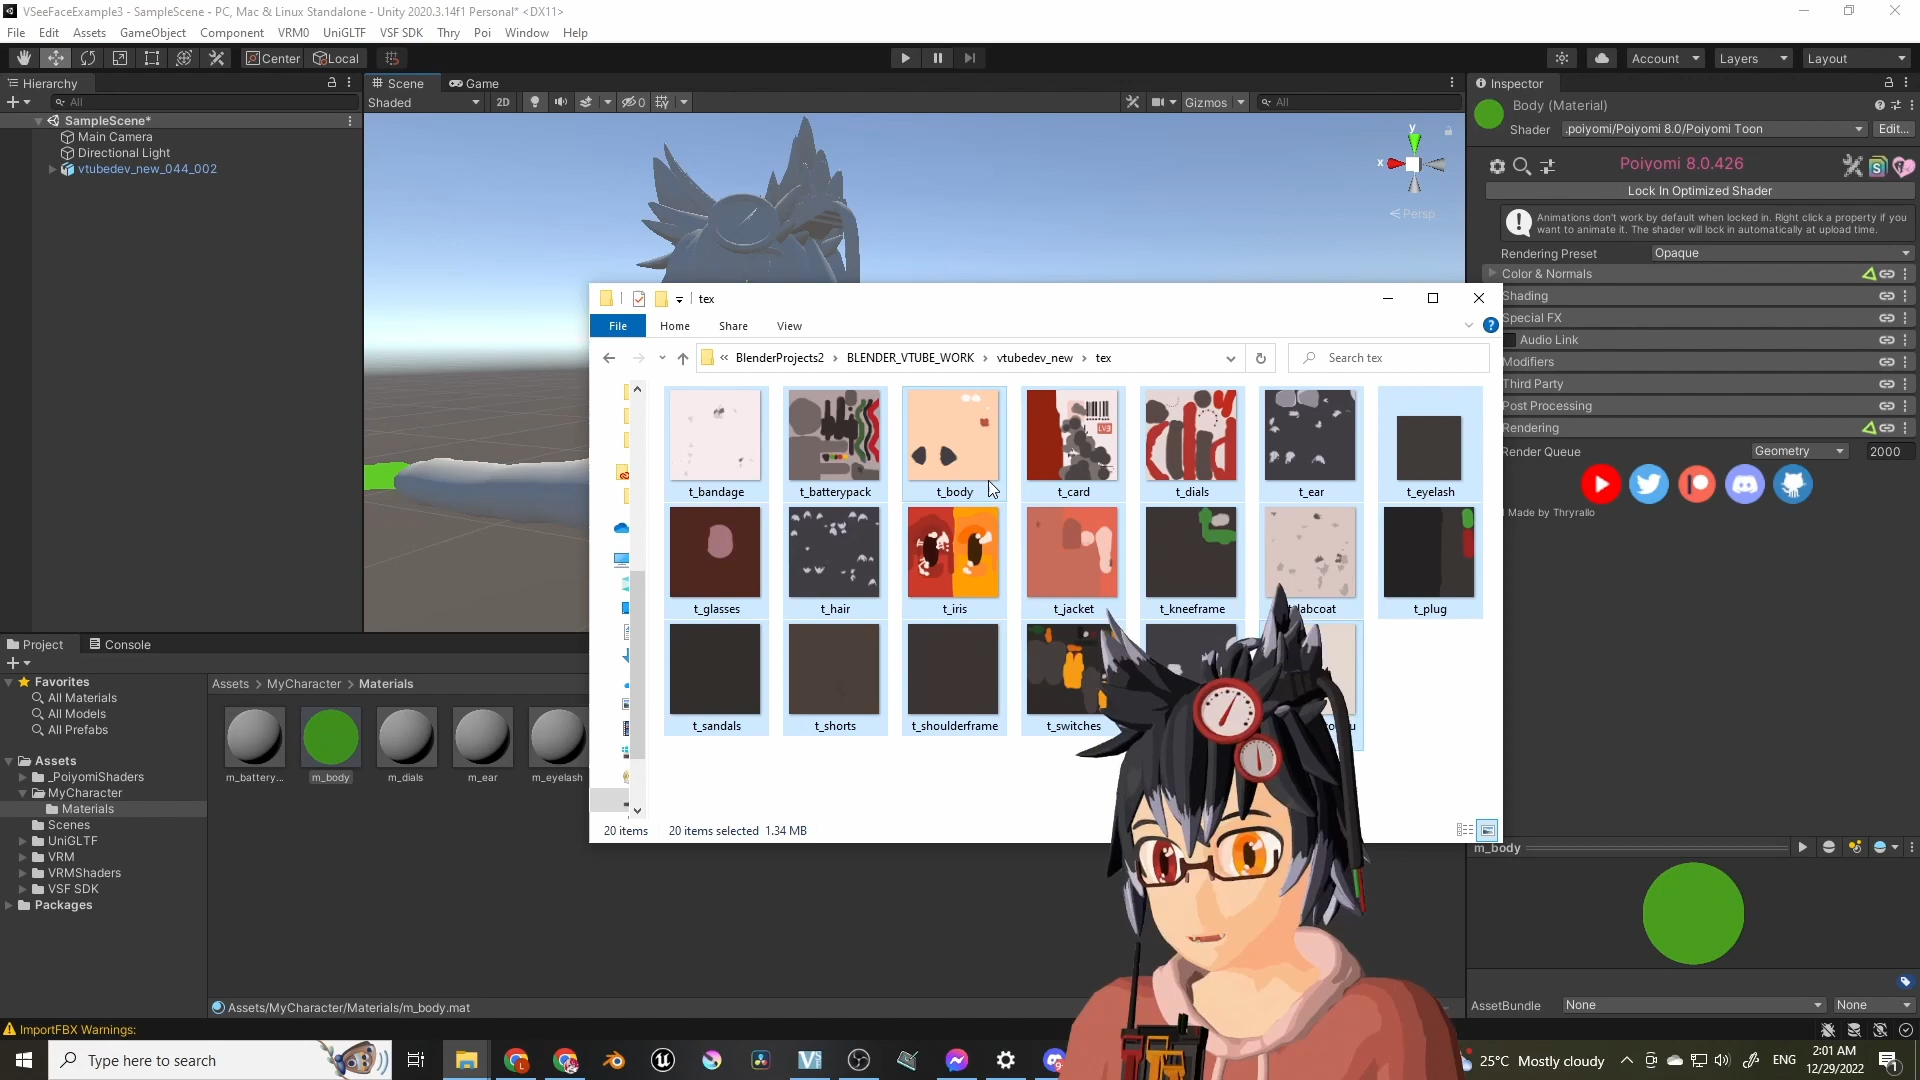 VSeeFaceExample3 - SampleScene - PC, Mac & Linux Standalone - Unity 2020.3.14f1 Personal* <DX11>
File Edit Assets GameObject Component VRM0 UniGLTF VSF SDK Thry Poi Window Help
Center Local Account Layers Layout
Hierarchy Scene Game Inspector
All Shaded 2D 0 Gizmos All
Body (Material)
Shader .poiyomi/Poiyomi 8.0/Poiyomi Toon Edit...
SampleScene*
Main Camera
Directional Light
vtubedev_new_044_002
y
x
Persp
Poiyomi 8.0.426
Lock In Optimized Shader
Animations don't work by default when locked in. Right click a property if you
want to animate it. The shader will lock in automatically at upload time.
Rendering Preset Opaque
Color & Normals
Shading
Special FX
Audio Link
Modifiers
Third Party
Post Processing
Rendering
Render Queue Geometry 2000
Made by Thryrallo
tex
File Home Share View
« BlenderProjects2 › BLENDER_VTUBE_WORK › vtubedev_new › tex
Search tex
LV3
t_bandage t_batterypack t_body t_card t_dials t_ear t_eyelash
t_glasses t_hair t_iris t_jacket t_kneeframe t_labcoat t_plug
t_sandals t_shorts t_shoulderframe t_switches
20 items 20 items selected 1.34 MB
Project Console
Favorites
All Materials
All Models
All Prefabs
Assets
_PoiyomiShaders
MyCharacter
Materials
Scenes
UniGLTF
VRM
VRMShaders
VSF SDK
Packages
Assets > MyCharacter > Materials
m_battery... m_body m_dials m_ear m_eyelash
Assets/MyCharacter/Materials/m_body.mat
m_body
AssetBundle None None
ImportFBX Warnings:
Type here to search
25°C Mostly cloudy ENG 2:01 AM
12/29/2022
1